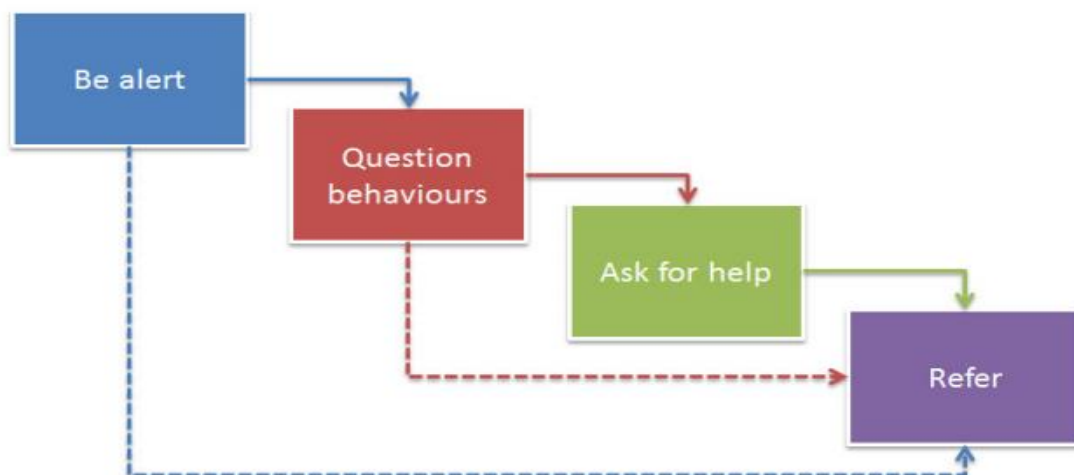 Be alert
Question
behaviours
Ask for help
Refer